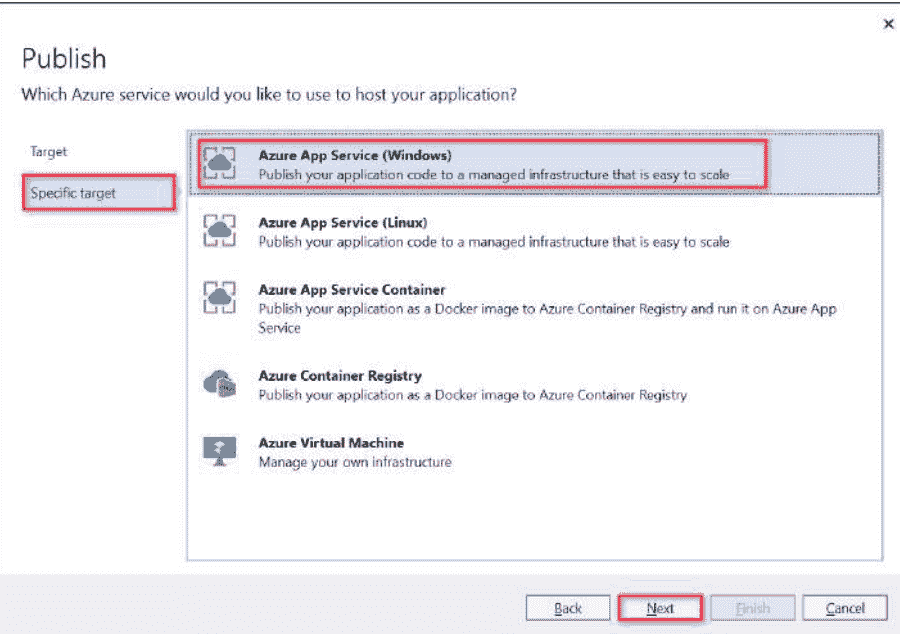 Publish
Which Azure service would you like to use to host your application?
Target
Specific target
Azure App Service (Windows)
Publish your application code to a managed infrastructure that is easy to scale
Azure App Service (Linux)
Publish your application code to a managed infrastructure that is easy to scale
Azure App Service Container
Publish your application as a Docker image to Azure Container Registry and run it on Azure App
Service
Azure Container Registry
Publish your application as a Docker image to Azure Container Registry
Azure Virtual Machine
Manage your own infrastructure
Back
Next
Finish
Cancel